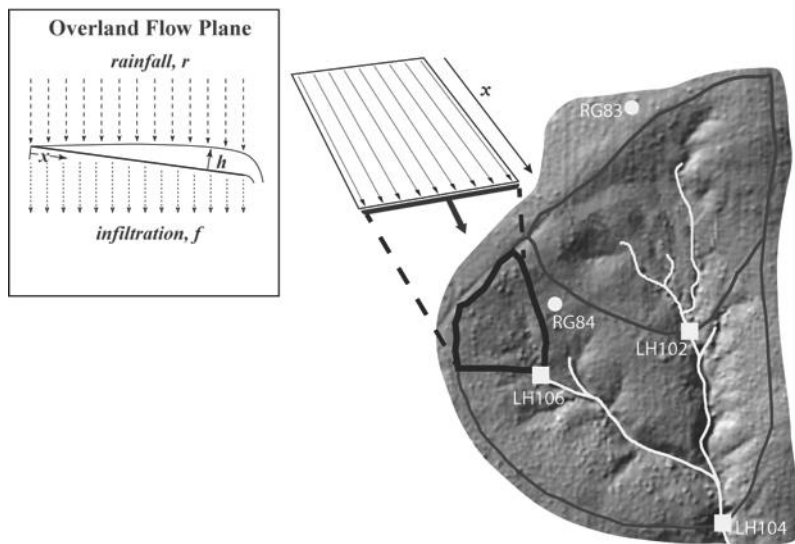 Overland Flow Plane
rainfall, r
x
h
infiltration, f
x
RG83
RG84
LH102
LH106
LH104